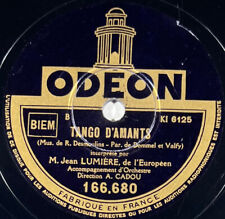 ODEON
BIEM
B
KI 6125
TANGO D'AMANTS
(Mus. de R. Desmoulins - Par. de Dommel et Valfy)
interprété par
M. Jean LUMIÈRE, de l'Européen
Accompagnement d'Orchestre
Direction A. CADOU
166,680
FABRIQUÉ EN FRANCE